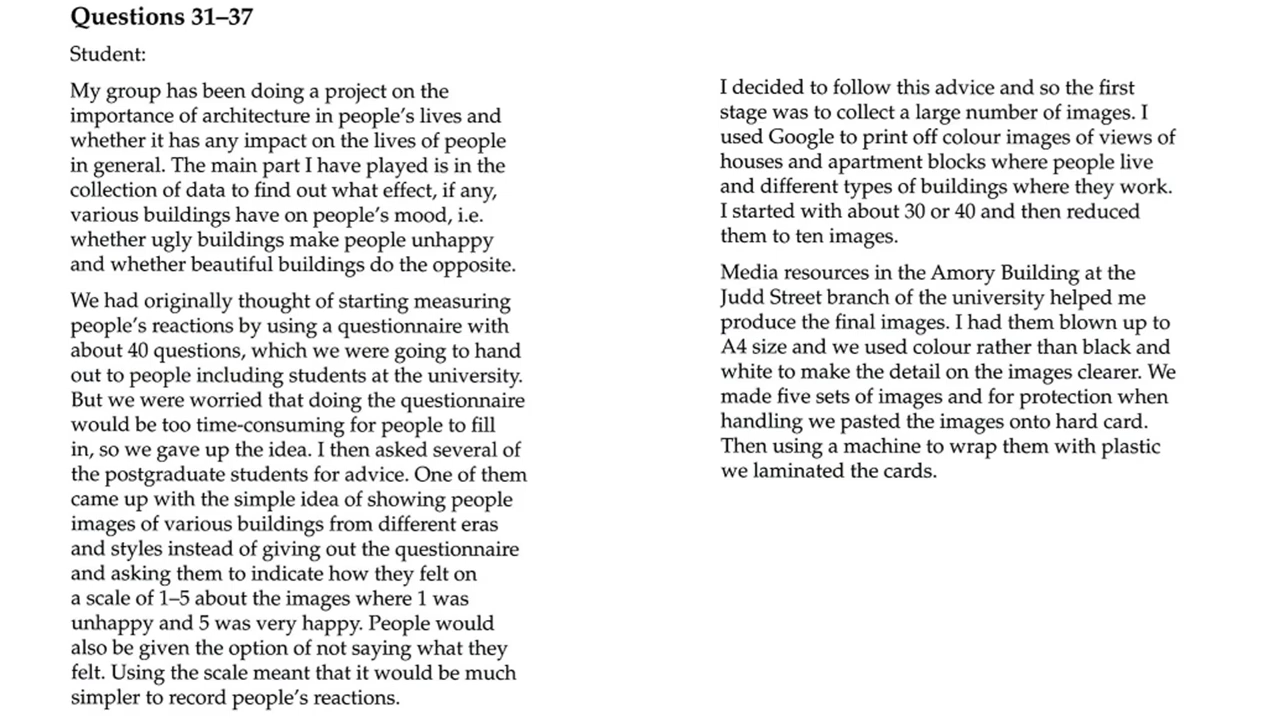 Questions 31–37
Student:
My group has been doing a project on the
importance of architecture in people's lives and
whether it has any impact on the lives of people
in general. The main part I have played is in the
collection of data to find out what effect, if any,
various buildings have on people's mood, i.e.
whether ugly buildings make people unhappy
and whether beautiful buildings do the opposite.
We had originally thought of starting measuring
people's reactions by using a questionnaire with
about 40 questions, which we were going to hand
out to people including students at the university.
But we were worried that doing the questionnaire
would be too time-consuming for people to fill
in, so we gave up the idea. I then asked several of
the postgraduate students for advice. One of them
came up with the simple idea of showing people
images of various buildings from different eras
and styles instead of giving out the questionnaire
and asking them to indicate how they felt on
a scale of 1–5 about the images where 1 was
unhappy and 5 was very happy. People would
also be given the option of not saying what they
felt. Using the scale meant that it would be much
simpler to record people's reactions.
I decided to follow this advice and so the first
stage was to collect a large number of images. I
used Google to print off colour images of views of
houses and apartment blocks where people live
and different types of buildings where they work.
I started with about 30 or 40 and then reduced
them to ten images.
Media resources in the Amory Building at the
Judd Street branch of the university helped me
produce the final images. I had them blown up to
A4 size and we used colour rather than black and
white to make the detail on the images clearer. We
made five sets of images and for protection when
handling we pasted the images onto hard card.
Then using a machine to wrap them with plastic
we laminated the cards.